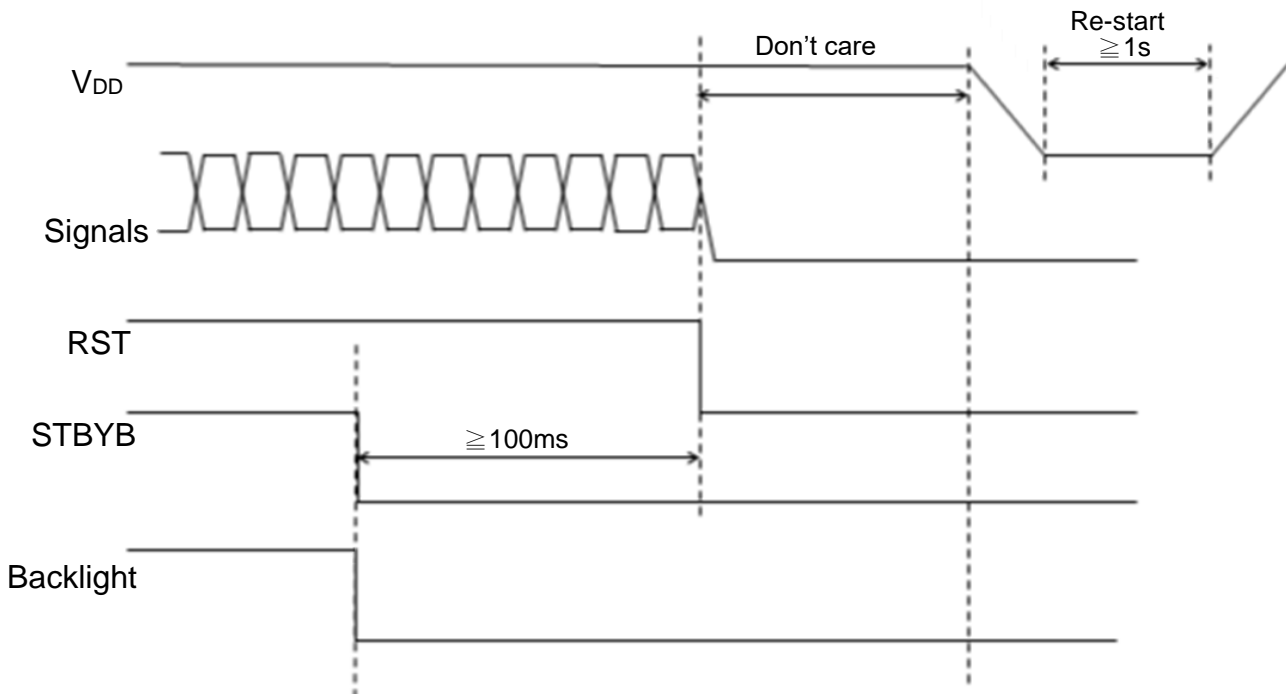 Re-start
≧1s
Don’t care
VDD
Signals
RST
STBYB
≧100ms
Backlight